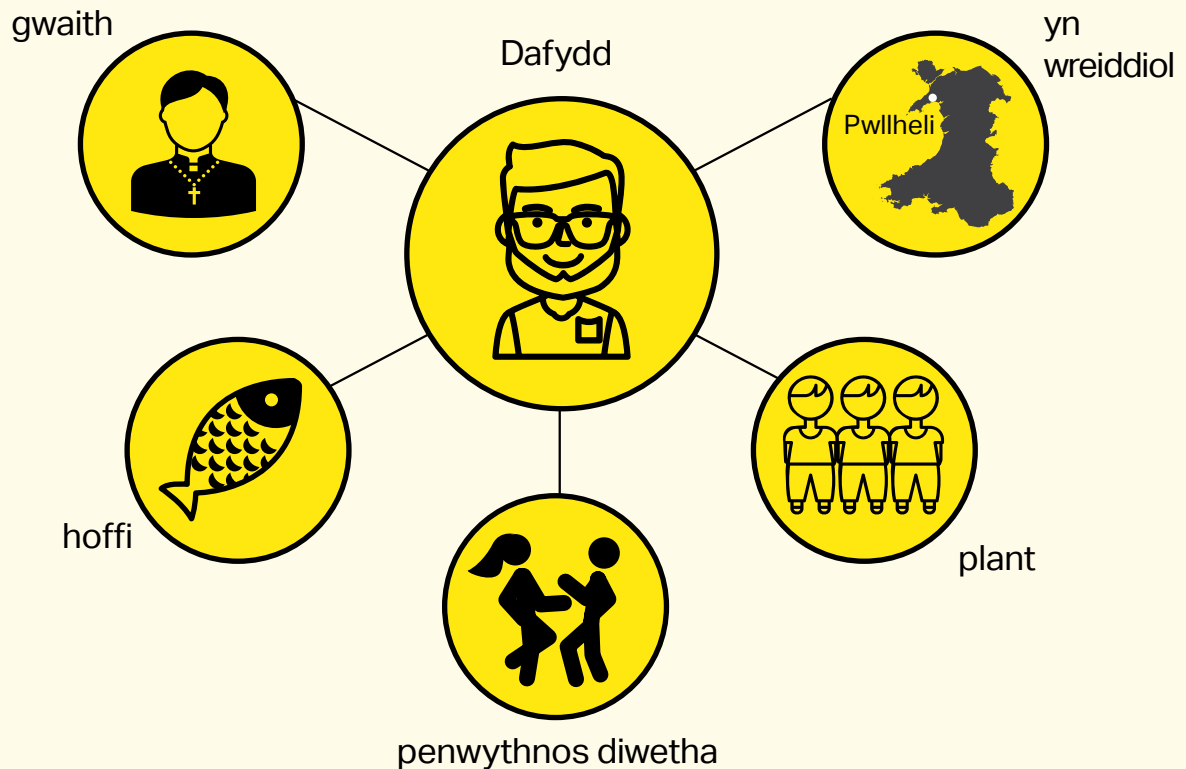 gwaith
Dafydd
yn
wreiddiol
Pwllheli
hoffi
plant
penwythnos diwetha